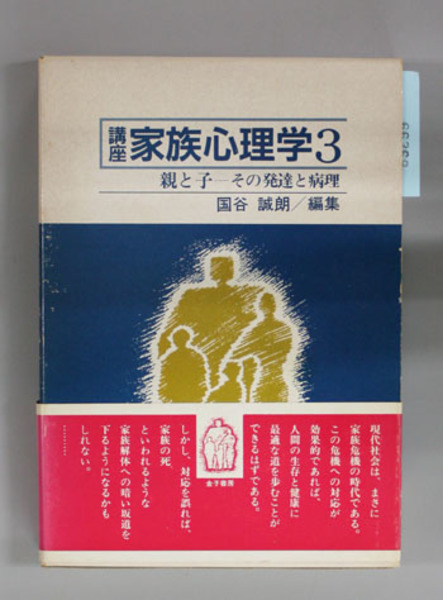 講座
家族心理学3
親と子―その発達と病理
国谷 誠朗/編集
現代社会は、まさに
家族危機の時代である。
この危機への対応が
効果的であれば、
人間の生存と健康に
最適な道を歩むことが
できるはずである。
しかし、対応を誤れば、
家族の死、
といわれるような
家族解体への暗い坂道を
下るようになるかも
しれない。
金子書房